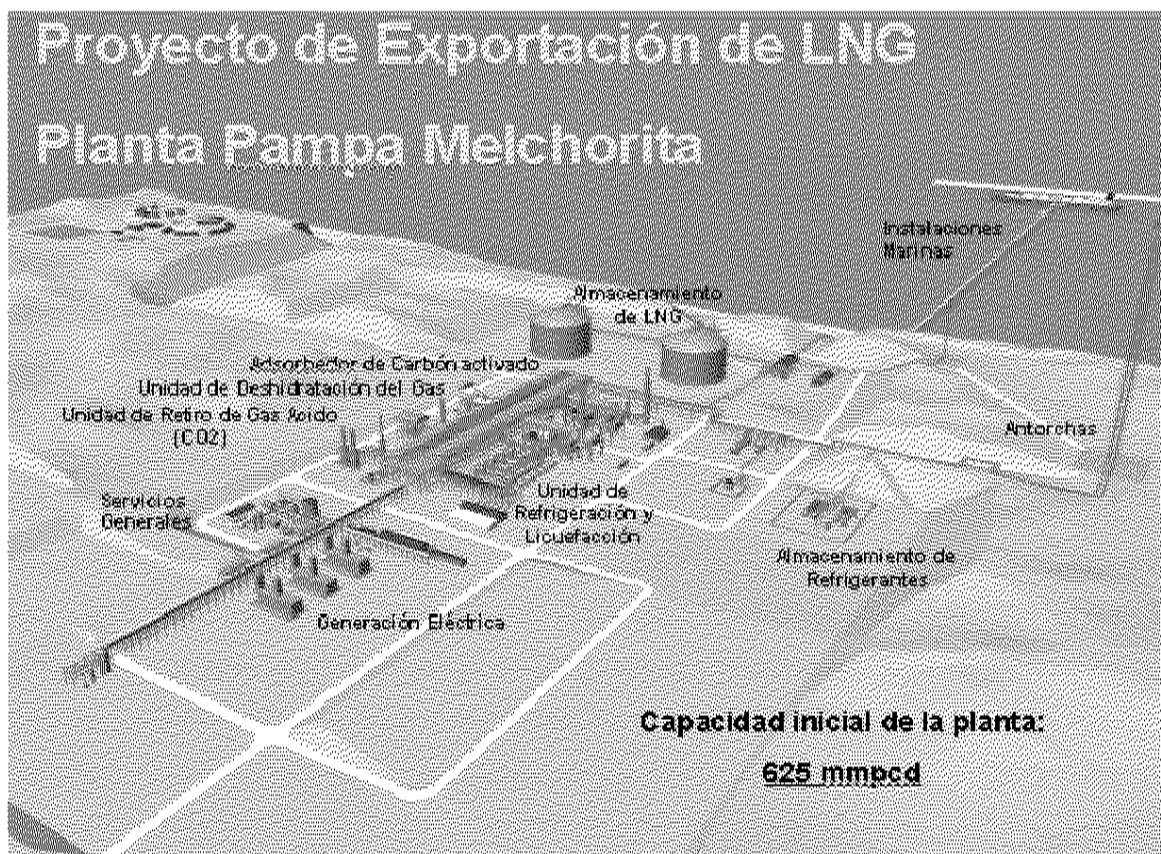 Proyecto de Exportación de LNG
Planta Pampa Melchorita
Instalaciones
Marinas
Almacenamiento
de LNG
Adsorbedor de Carbón activado
Unidad de Deshidratación del Gas
Unidad de Retiro de Gas Acido
(CO2)
Antorchas
Servicios
Generales
Unidad de
Refrigeración y
Licuefacción
Almacenamiento de
Refrigerantes
Generación Eléctrica
Capacidad inicial de la planta:
625 mmpcd